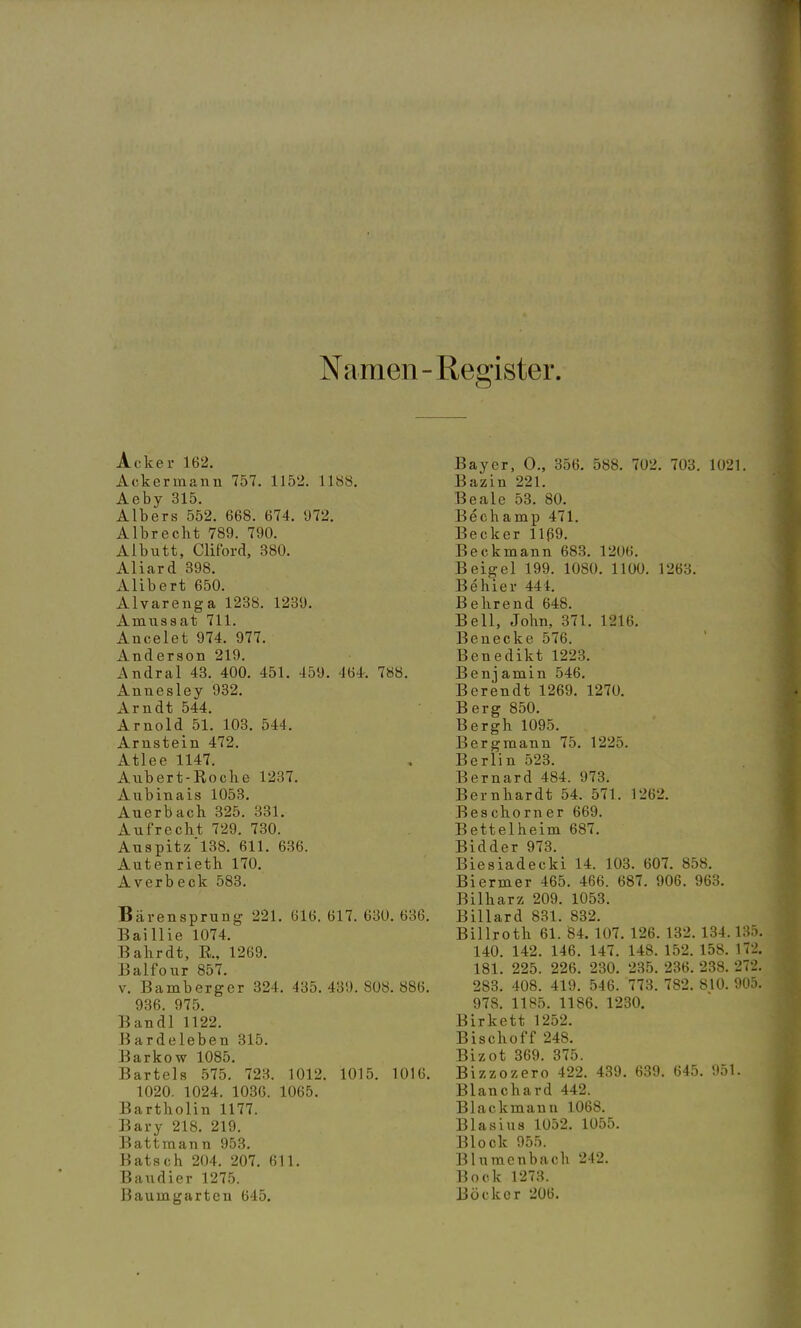 Namen-Register.
Acker 162.
Ackermann 757. 1152. 1188.
Aeby 315.
Albers 552. 668. 674. 972.
Albrecht 789. 790.
Albutt, Cliford, 380.
Aliard 398.
Alibert 650.
Alvarenga 1238. 1239.
Amussat 711.
Ancelet 974. 977.
Anderson 219.
Andral 43. 400. 451. 459. 464. 788.
Annesley 932.
Arndt 544.
Arnold 51. 103. 544.
Arnstein 472.
Atlee 1147.
Aubert-Roche 1237.
Aubinais 1053.
Auerbach 325. 331.
Aufrecht 729. 730.
Auspitz 138. 611. 636.
Autenrieth 170.
Averbeck 583.
Bärensprung 221. 616. 617. 630. 636.
Baillie 1074.
Bahrdt, R., 1269.
Balfour 857.
v. Bamberger 324. 435. 439. 808. 886.
936. 975.
Bandl 1122.
Bardeleben 315.
Barkow 1085.
Bartels 575. 723. 1012. 1015. 1016.
1020. 1024. 1036. 1065.
Bartholin 1177.
Bary 218. 219.
Battmann 953.
Batsch 204. 207. 611.
Baudier 1275.
Baumgarten 645.
Bayer, O., 356. 588. 702. 703. 1021.
Bazin 221.
Beale 53. 80.
Béchamp 471.
Becker 1169.
Beckmann 683. 1206.
Beigel 199. 1080. 1100. 1263.
Béhier 444.
Behrend 648.
Bell, John, 371. 1216.
Benecke 576.
Benedikt 1223.
Benjamin 546.
Berendt 1269. 1270.
Berg 850.
Bergh 1095.
Bergmann 75. 1225.
Berlin 523.
Bernard 484. 973.
Bernhardt 54. 571. 1262.
Beschorner 669.
Bettelheim 687.
Bidder 973.
Biesiadecki 14. 103. 607. 858.
Biermer 465. 466. 687. 906. 963.
Bilharz 209. 1053.
Billard 831. 832.
Billroth 61. 84. 107. 126. 132. 134. 135.
140. 142. 146. 147. 148. 152. 158. 172.
181. 225. 226. 230. 235. 236. 238. 272.
283. 408. 419. 546. 773. 782. 810. 905.
978. 1185. 1186. 1230.
Birkett 1252.
Bischoff 248.
Bizot 369. 375.
Bizzozero 422. 439. 639. 645. 951.
Blanchard 442.
Blackmann 1068.
Blasius 1052. 1055.
Block 955.
Blumenbach 242.
Bock 1273.
Böcker 206.